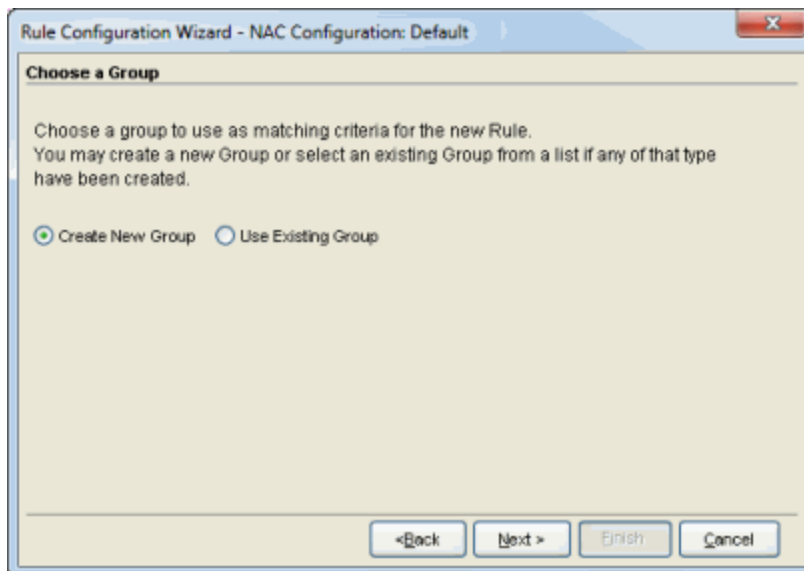 Rule Configuration Wizard - NAC Configuration: Default
Choose a Group
Choose a group to use as matching criteria for the new Rule.
You may create a new Group or select an existing Group from a list if any of that type
have been created.
Create New Group Use Existing Group
<Back Next > Finish Cancel